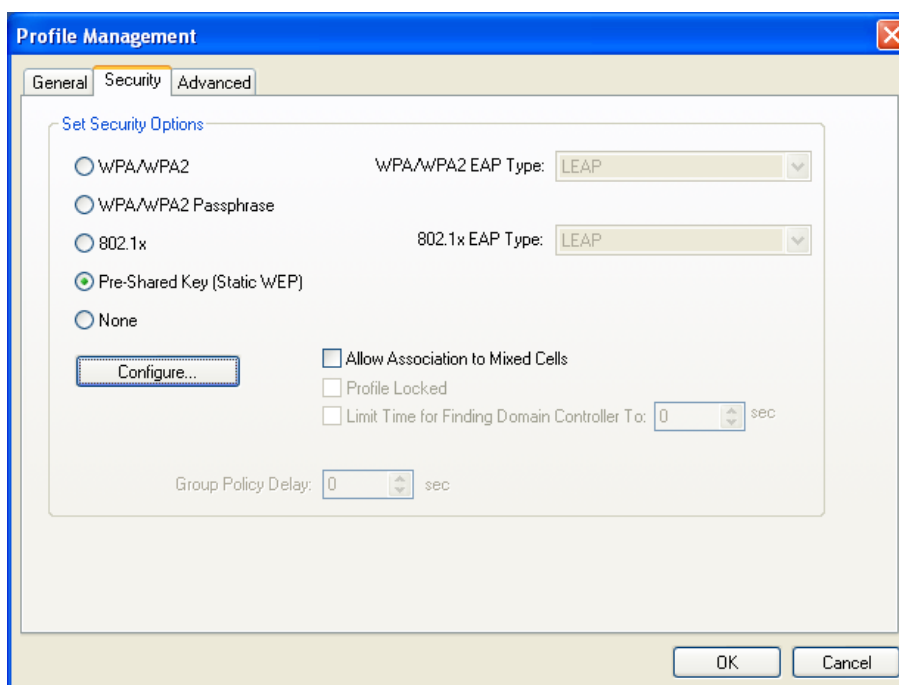 Profile Management
General Security Advanced
Set Security Options
WPA/WPA2 WPA/WPA2 EAP Type: LEAP
WPA/WPA2 Passphrase
802.1x 802.1x EAP Type: LEAP
Pre-Shared Key (Static WEP)
None
Configure... Allow Association to Mixed Cells
Profile Locked
Limit Time for Finding Domain Controller To: 0 sec
Group Policy Delay: 0 sec
OK Cancel